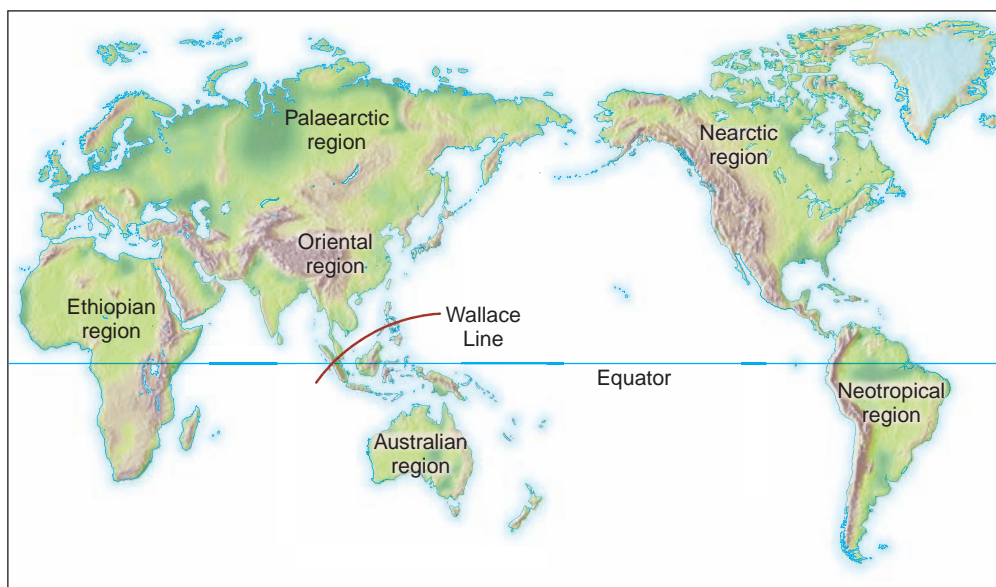 Palaearctic
region
Nearctic
region
Oriental
region
Ethiopian
region
Wallace
Line
Equator
Neotropical
region
Australian
region